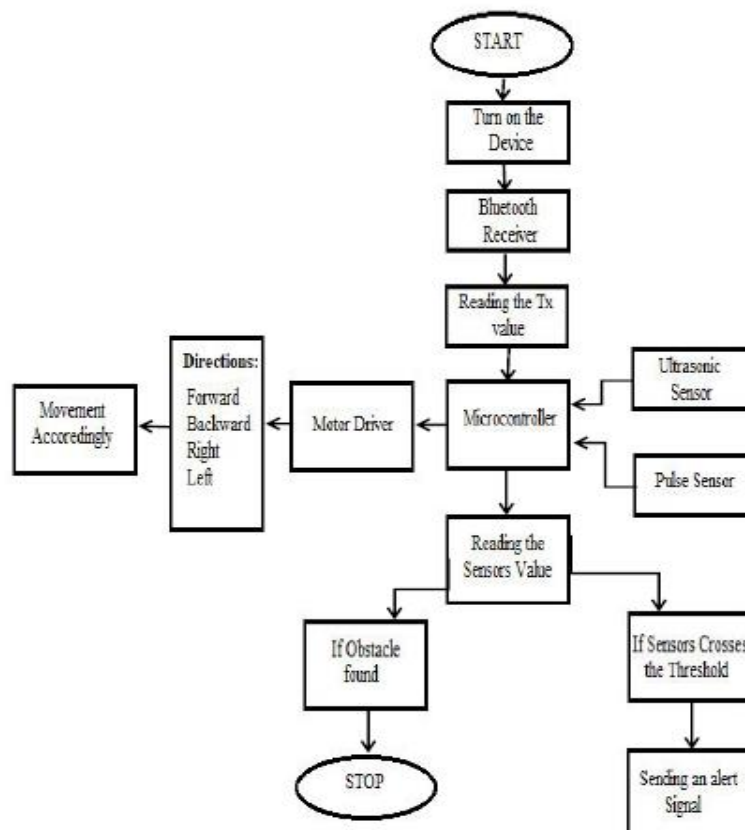 START
Turn on the
Device
Bluetooth
Receiver
Reading the Tx
value
Ultrasonic
Sensor
Directions:
Forward
Backward
Right
Left
Movement
Accoredingly
Motor Driver
Microcontroller
Pulse Sensor
Reading the
Sensors Value
If Obstacle
found
If Sensors Crosses
the Threshold
STOP
Sending an alert
Signal